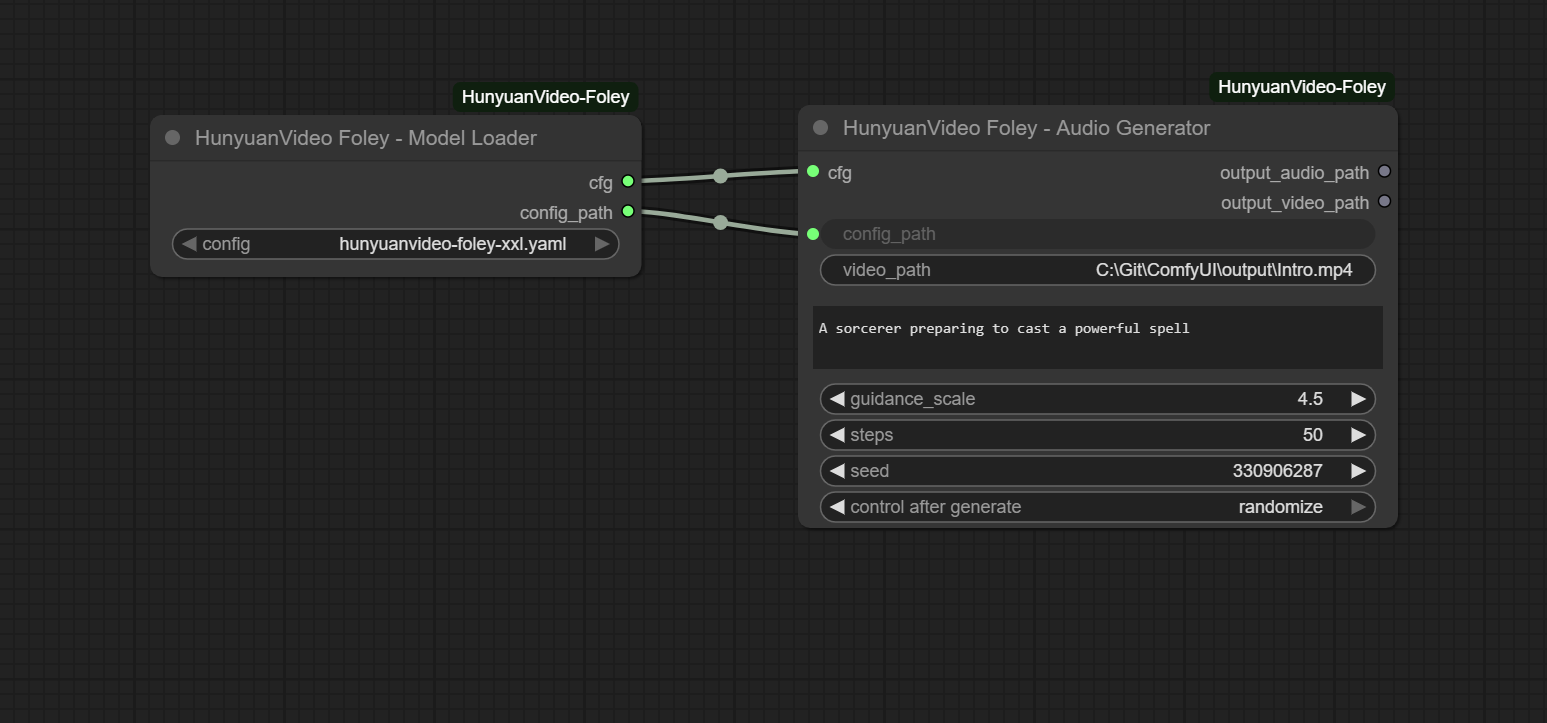 HunyuanVideo-Foley
HunyuanVideo Foley - Model Loader
cfg
config_path
config hunyuanvideo-foley-xxl.yaml
HunyuanVideo-Foley
HunyuanVideo Foley - Audio Generator
cfg output_audio_path
output_video_path
config_path
video_path C:\Git\ComfyUI\output\Intro.mp4
A sorcerer preparing to cast a powerful spell
guidance_scale 4.5
steps 50
seed 330906287
control after generate randomize